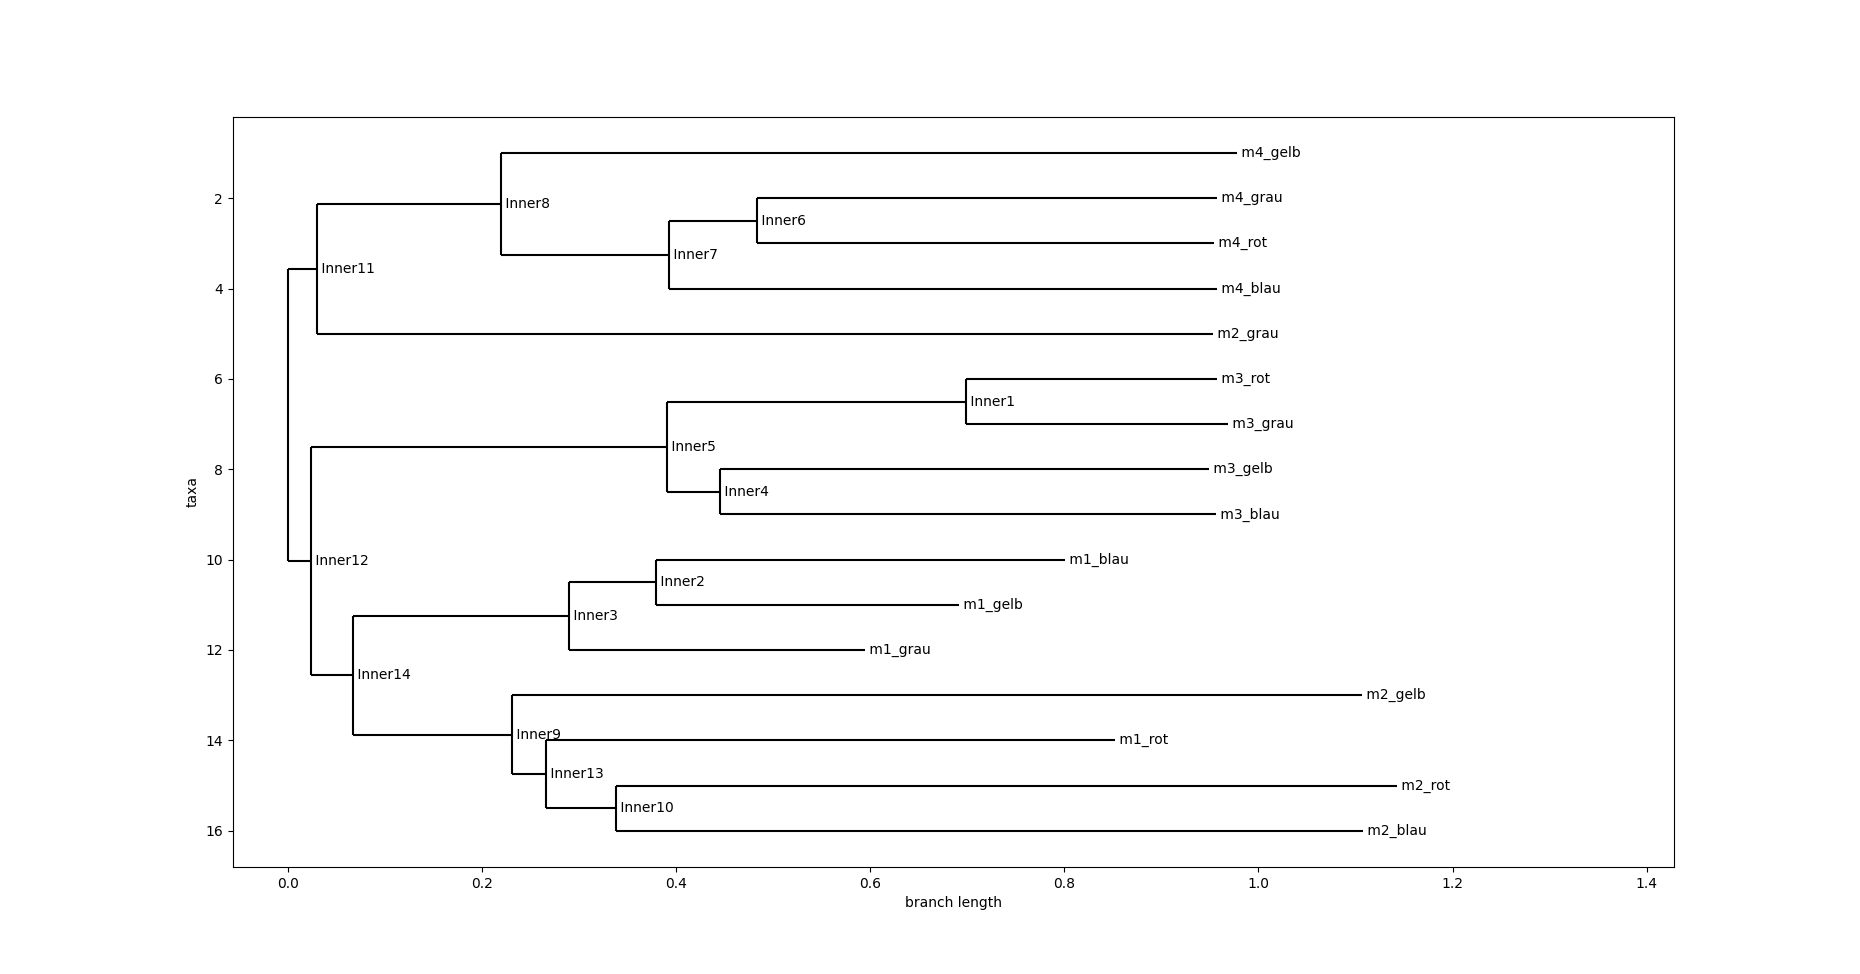 m4_gelb
m4_grau
m4_rot
m4_blau
m2_grau
m3_rot
m3_grau
m3_gelb
m3_blau
m1_blau
m1_gelb
m1_grau
m2_gelb
m1_rot
m2_rot
m2_blau
Inner8
Inner6
Inner7
Inner11
Inner1
Inner5
Inner4
Inner12
Inner2
Inner3
Inner14
Inner9
Inner13
Inner10
taxa
2
4
6
8
10
12
14
16
0.0 0.2 0.4 0.6 0.8 1.0 1.2 1.4
branch length